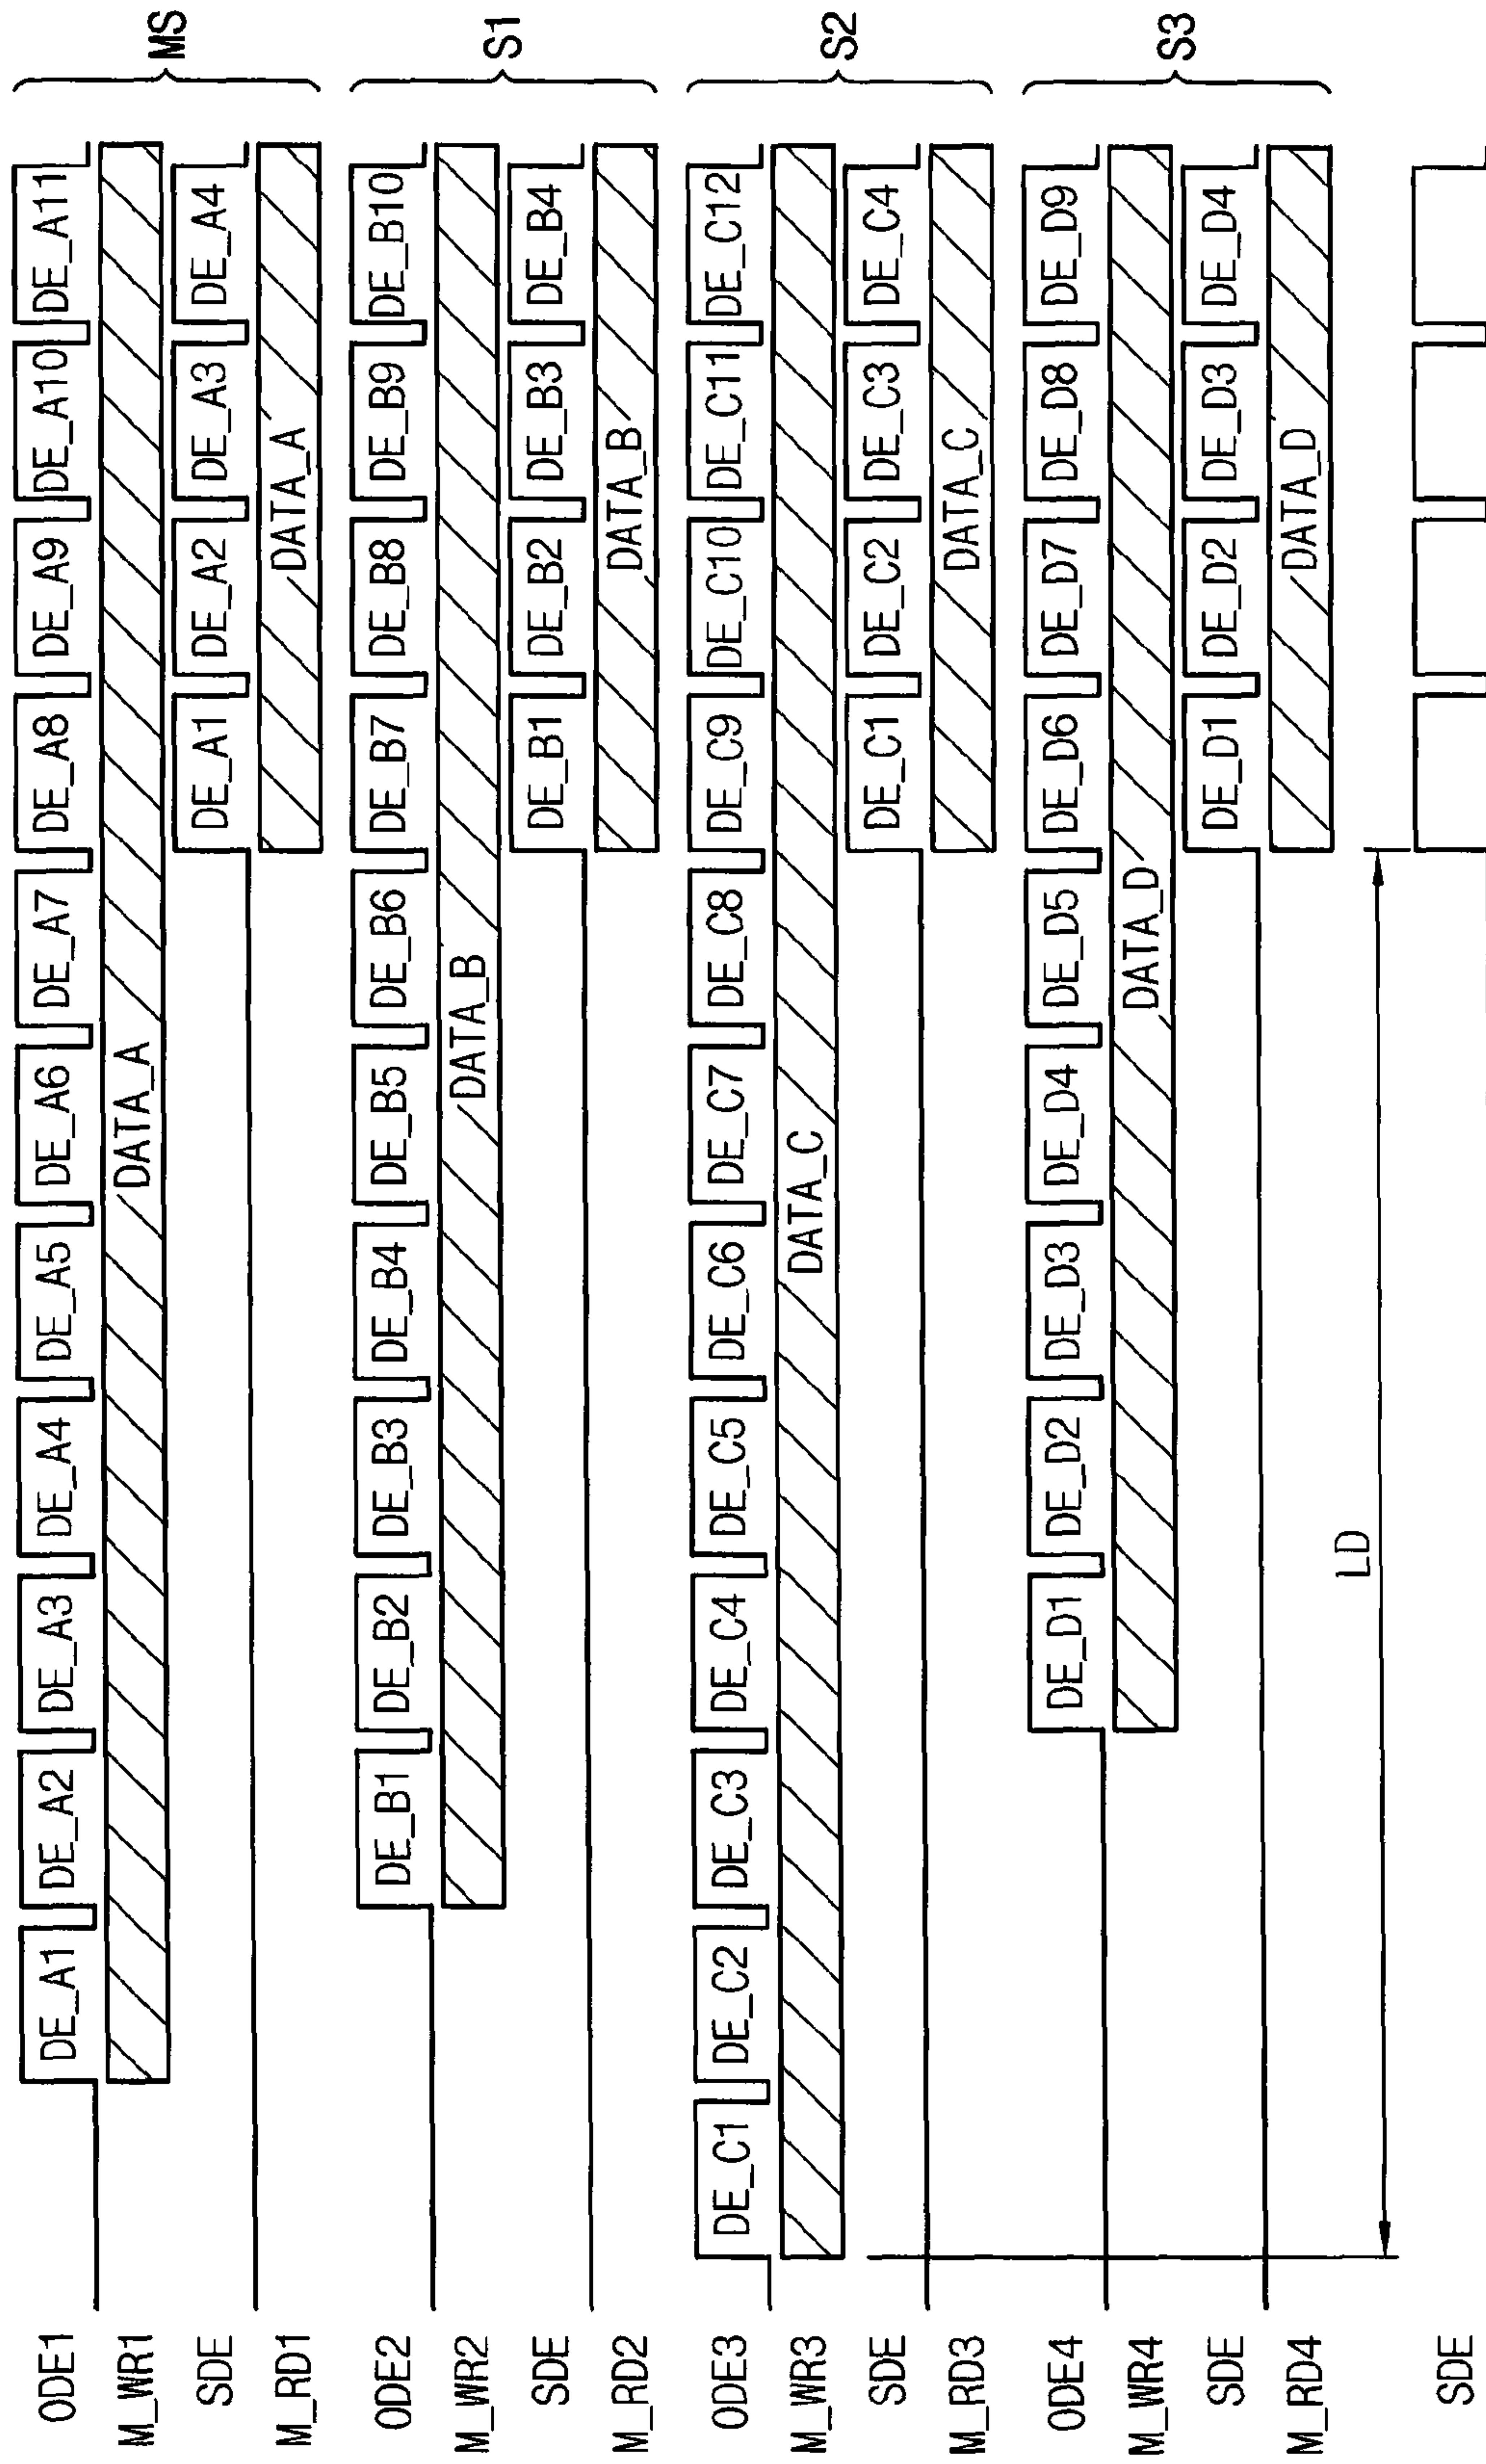 ODE1 DE_A1 DE_A2 DE_A3 DE_A4 DE_A5 DE_A6 DE_A7 DE_A8 DE_A9 DE_A10 DE_A11
M_WR1 DATA_A
SDE DE_A1 DE_A2 DE_A3 DE_A4
M_RD1 DATA_A
MS
ODE2 DE_B1 DE_B2 DE_B3 DE_B4 DE_B5 DE_B6 DE_B7 DE_B8 DE_B9 DE_B10
M_WR2 DATA_B
SDE DE_B1 DE_B2 DE_B3 DE_B4
M_RD2 DATA_B
S1
ODE3 DE_C1 DE_C2 DE_C3 DE_C4 DE_C5 DE_C6 DE_C7 DE_C8 DE_C9 DE_C10 DE_C11 DE_C12
M_WR3 DATA_C
SDE DE_C1 DE_C2 DE_C3 DE_C4
M_RD3 DATA_C
S2
ODE4 DE_D1 DE_D2 DE_D3 DE_D4 DE_D5 DE_D6 DE_D7 DE_D8 DE_D9
M_WR4 DATA_D
SDE DE_D1 DE_D2 DE_D3 DE_D4
M_RD4 DATA_D
S3
LD
SDE